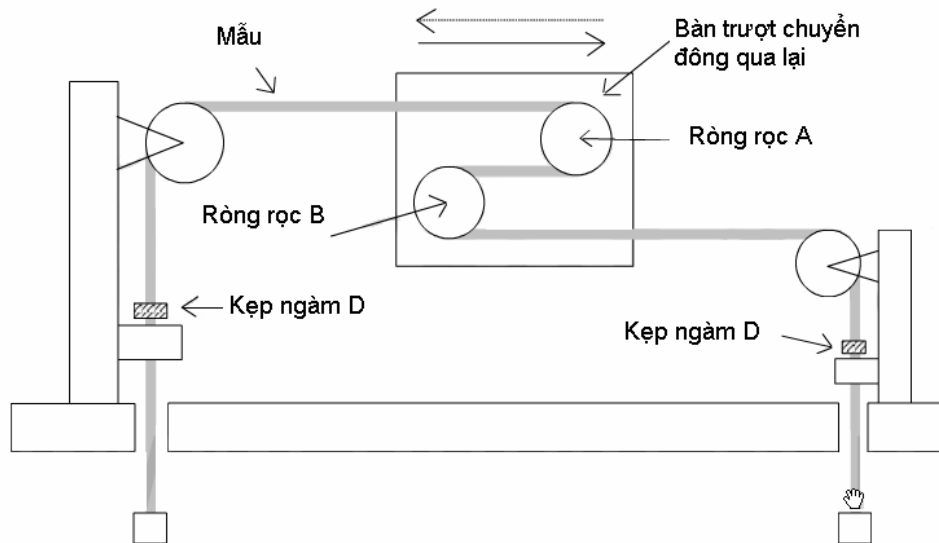 Mẫu
Bàn trượt chuyển
đông qua lại
Ròng rọc A
Ròng rọc B
Kẹp ngàm D
Kẹp ngàm D